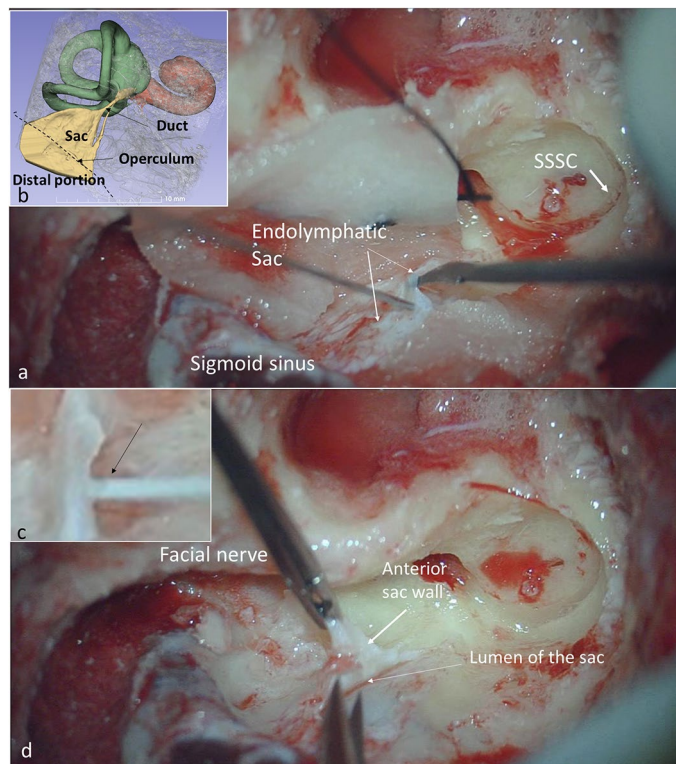 Sac
Duct
Operculum
Distal portion
10 mm
b
SSSC
Endolymphatic
Sac
Sigmoid sinus
a
c
Facial nerve
Anterior
sac wall
Lumen of the sac
d